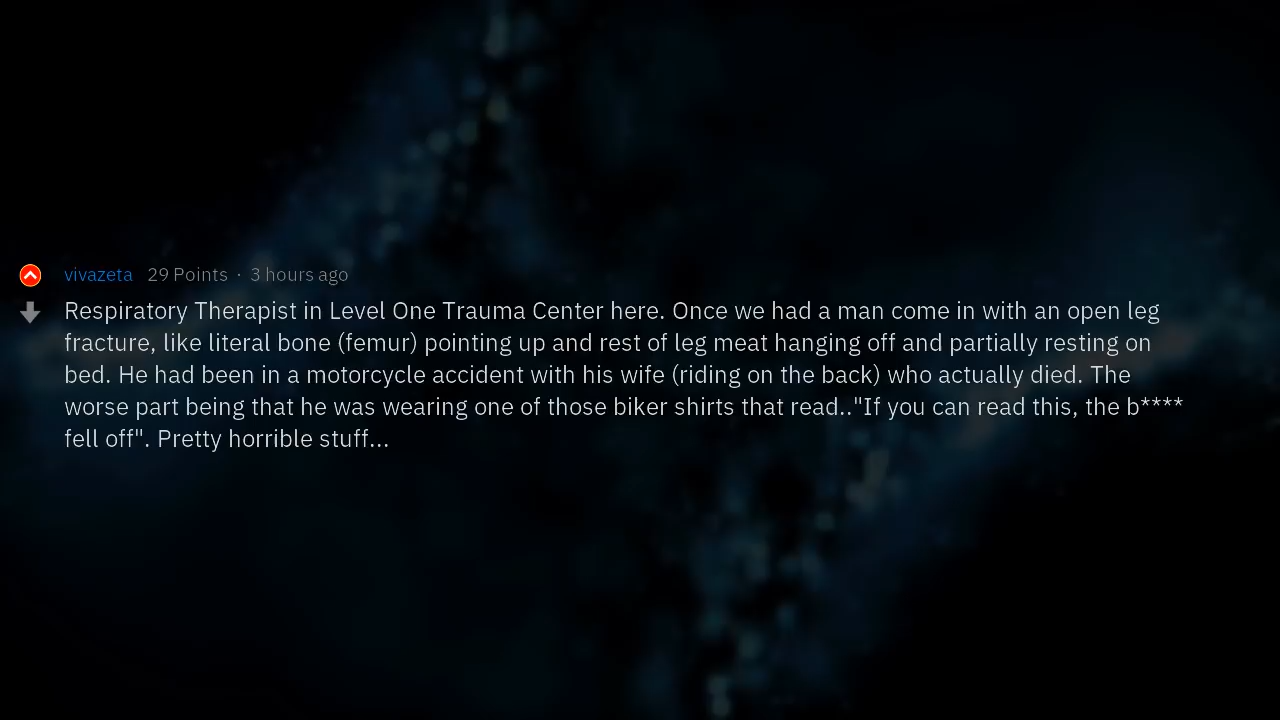 vivazeta 29 Points · 3 hours ago
Respiratory Therapist in Level One Trauma Center here. Once we had a man come in with an open leg
fracture, like literal bone (femur) pointing up and rest of leg meat hanging off and partially resting on
bed. He had been in a motorcycle accident with his wife (riding on the back) who actually died. The
worse part being that he was wearing one of those biker shirts that read.."If you can read this, the b****
fell off". Pretty horrible stuff...